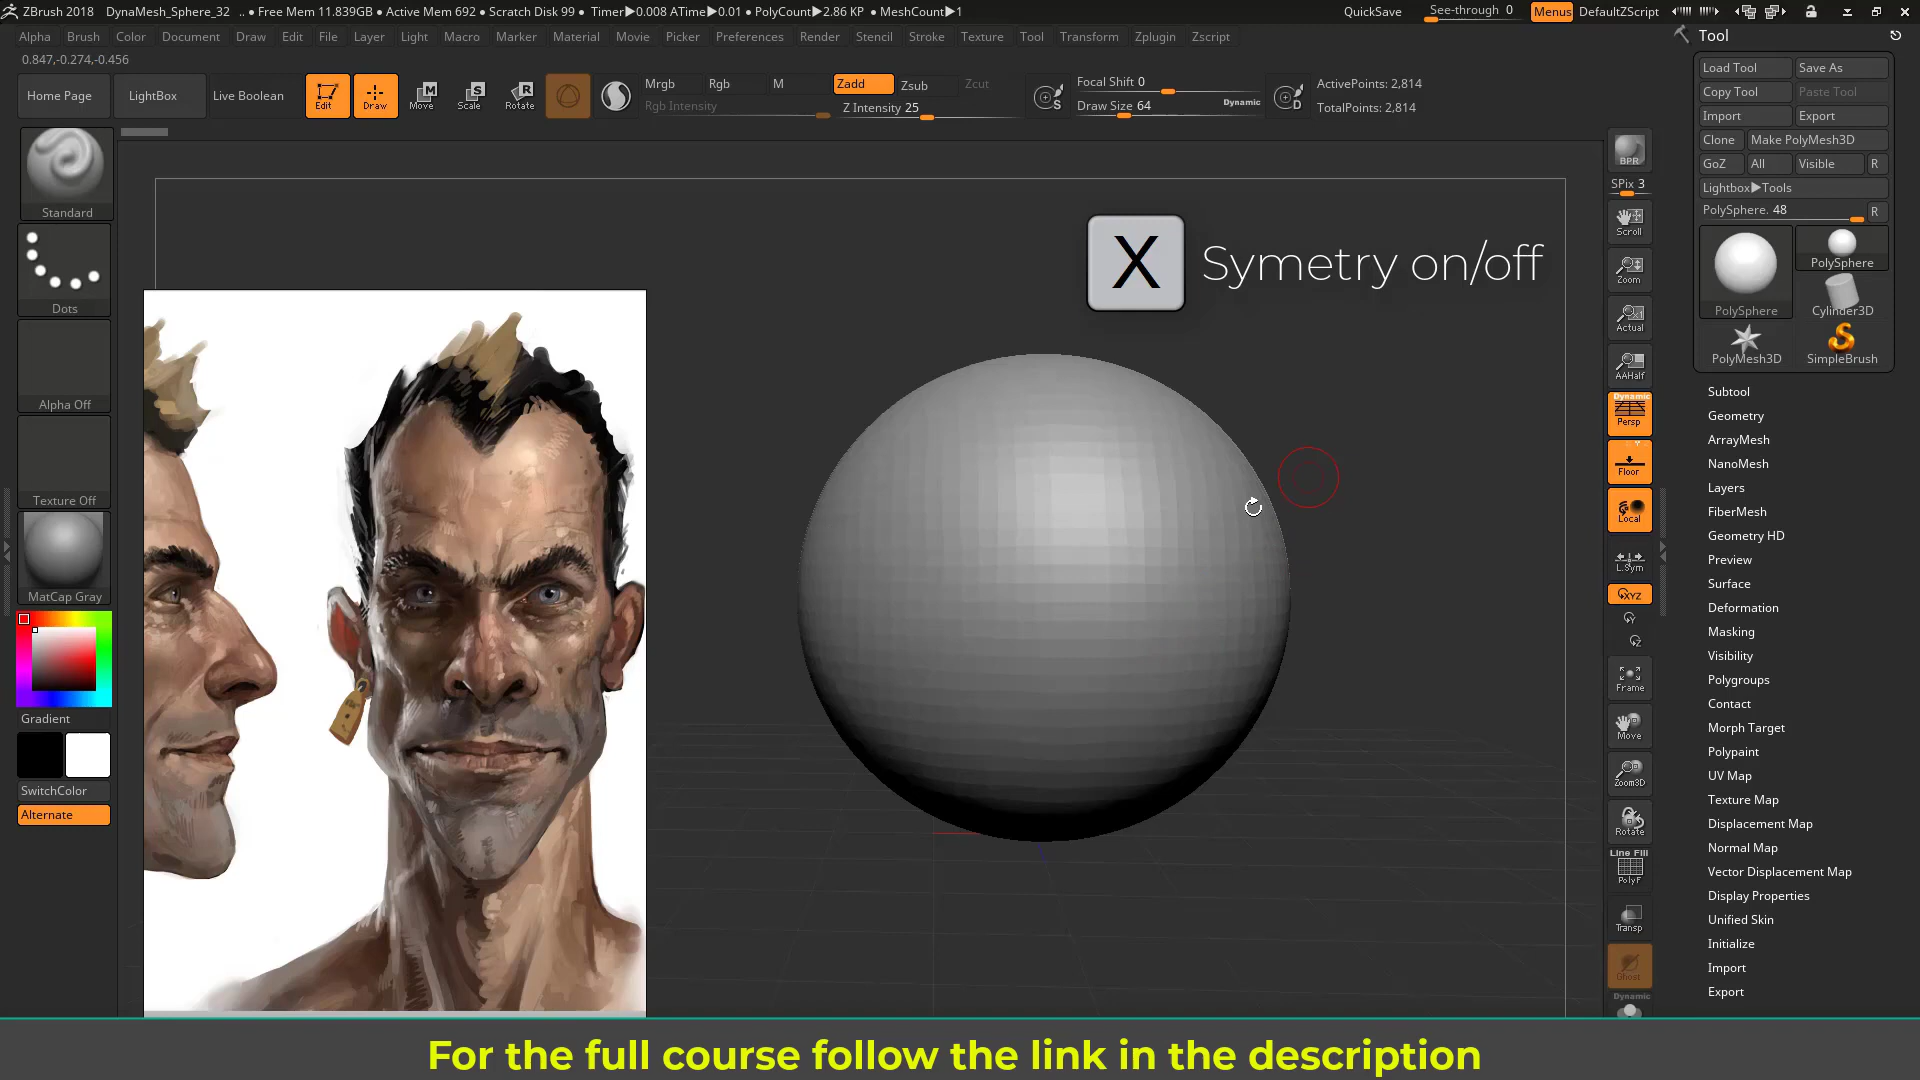 ZBrush 2018 DynaMesh_Sphere_32 .. • Free Mem 11.839GB • Active Mem 692 • Scratch Disk 99 • Timer▶0.008 ATime▶0.01 • PolyCount▶2.86 KP • MeshCount▶1 QuickSave See-through 0 Menus DefaultZScript
Alpha Brush Color Document Draw Edit File Layer Light Macro Marker Material Movie Picker Preferences Render Stencil Stroke Texture Tool Transform Zplugin Zscript
0.847,-0.274,-0.456
Home Page LightBox Live Boolean Edit Draw Move Scale Rotate
Mrgb Rgb M Zadd Zsub Zcut
Rgb Intensity Z Intensity 25
Focal Shift 0
Draw Size 64 Dynamic
ActivePoints: 2,814
TotalPoints: 2,814
Standard
Dots
Alpha Off
Texture Off
MatCap Gray
Gradient
SwitchColor
Alternate
X Symetry on/off
BPR
SPix 3
Scroll
Zoom
Actual
AAHalf
Dynamic
Persp
Floor
Local
L.Sym
XYZ
Y
Z
Frame
Move
Zoom3D
Rotate
Line Fill
PolyF
Transp
Ghost
Dynamic
Tool
Load Tool Save As
Copy Tool Paste Tool
Import Export
Clone Make PolyMesh3D
GoZ All Visible R
Lightbox▶Tools
PolySphere. 48 R
PolySphere PolySphere
Cylinder3D
PolyMesh3D SimpleBrush
Subtool
Geometry
ArrayMesh
NanoMesh
Layers
FiberMesh
Geometry HD
Preview
Surface
Deformation
Masking
Visibility
Polygroups
Contact
Morph Target
Polypaint
UV Map
Texture Map
Displacement Map
Normal Map
Vector Displacement Map
Display Properties
Unified Skin
Initialize
Import
Export
For the full course follow the link in the description